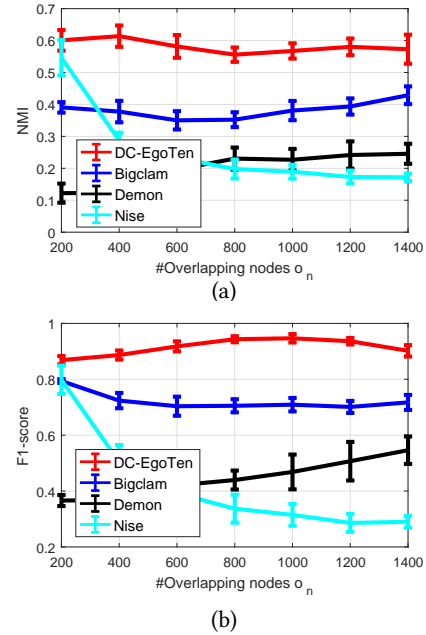 (a)
0.7
0.6
0.5
0.4
0.3
0.2
0.1
0
NMI
DC-EgoTen
Bigclam
Demon
Nise
200 400 600 800 1000 1200 1400
#Overlapping nodes o_n
(a)
1
0.8
0.6
0.4
0.2
F1-score
DC-EgoTen
Bigclam
Demon
Nise
200 400 600 800 1000 1200 1400
#Overlapping nodes o_n
(b)